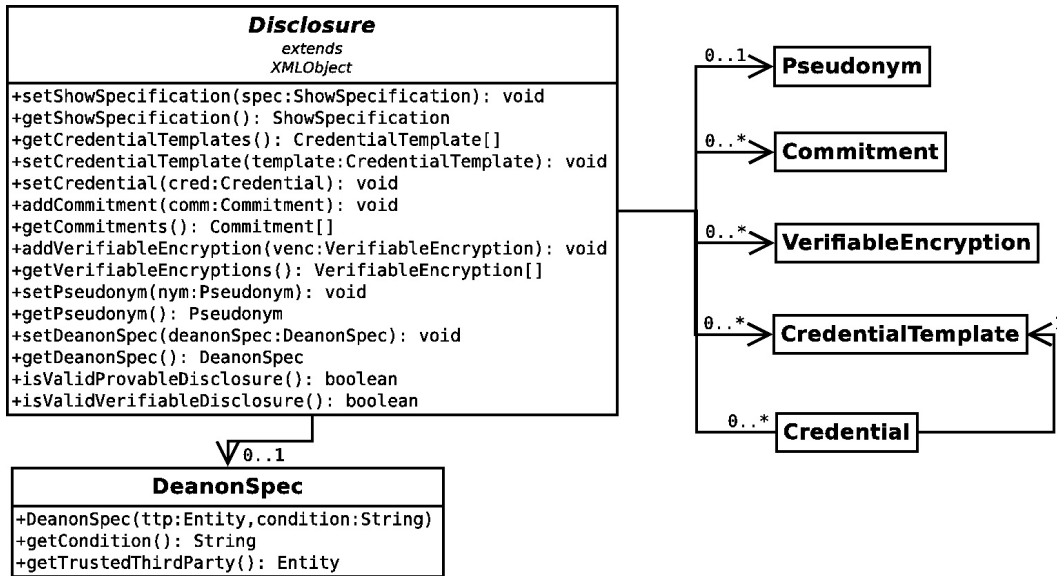 Disclosure
extends
XMLObject
+setShowSpecification(spec:ShowSpecification): void
+getShowSpecification(): ShowSpecification
+getCredentialTemplates(): CredentialTemplate[]
+setCredentialTemplate(template:CredentialTemplate): void
+setCredential(cred:Credential): void
+addCommitment(comm:Commitment): void
+getCommitments(): Commitment[]
+addVerifiableEncryption(venc:VerifiableEncryption): void
+getVerifiableEncryptions(): VerifiableEncryption[]
+setPseudonym(nym:Pseudonym): void
+getPseudonym(): Pseudonym
+setDeanonSpec(deanonSpec:DeanonSpec): void
+getDeanonSpec(): DeanonSpec
+isValidProvableDisclosure(): boolean
+isValidVerifiableDisclosure(): boolean
0..1
DeanonSpec
+DeanonSpec(ttp:Entity,condition:String)
+getCondition(): String
+getTrustedThirdParty(): Entity
0..1
Pseudonym
0..*
Commitment
0..*
VerifiableEncryption
0..*
CredentialTemplate
0..*
Credential